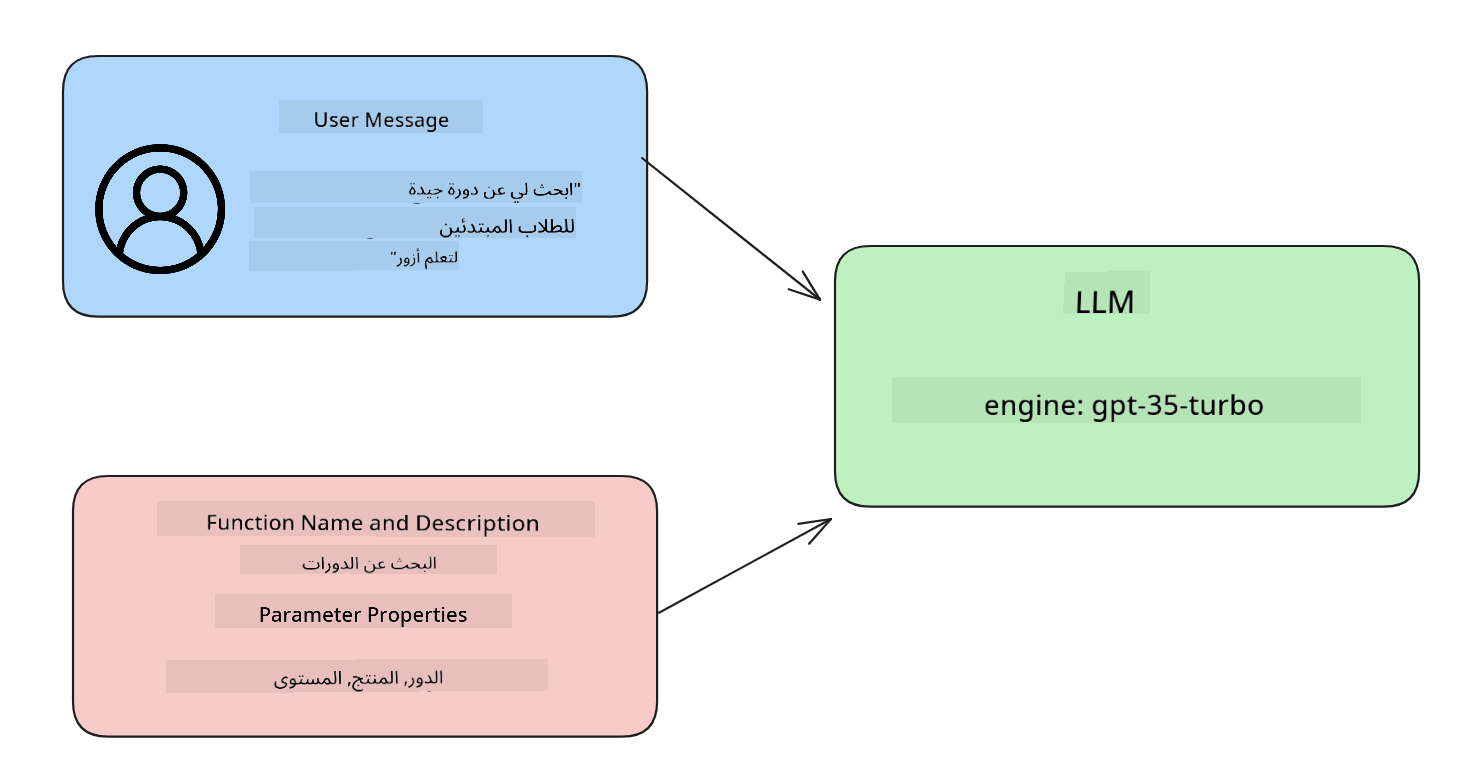 User Message
"ابحث لي عن دورة جيدة
للطلاب المبتدئين
لتعلم أزور"
LLM
engine: gpt-35-turbo
Function Name and Description
البحث عن الدورات
Parameter Properties
الدور, المنتج, المستوى